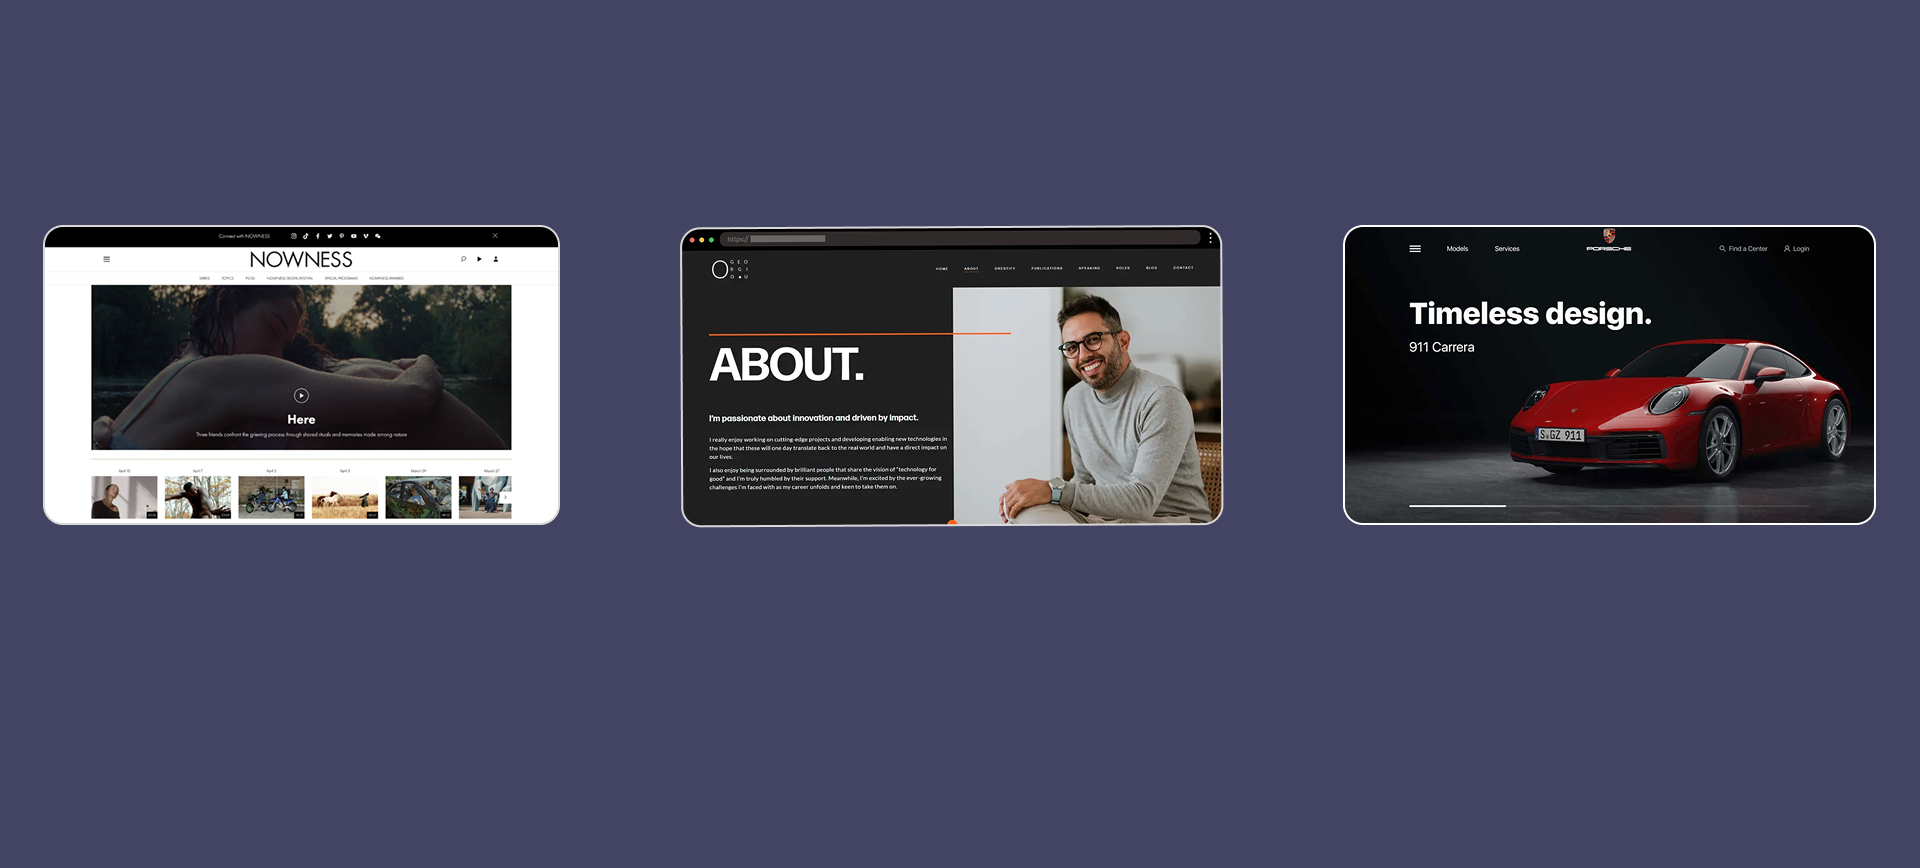 Connect with NOWNESS
NOWNESS
SERIES TOPICS PICKS NOWNESS DIGITAL FESTIVAL SPECIAL PROGRAMS NOWNESS AWARDS
Here
Three friends confront the grieving process through shared rituals and memories made among nature
April 10 April 7 April 5 April 3 March 29 March 27
https://
GEO
ORGI
O.U
HOME ABOUT ORESTIFY PUBLICATIONS SPEAKING ROLES BLOG CONTACT
ABOUT.
I'm passionate about innovation and driven by impact.
I really enjoy working on cutting-edge projects and developing enabling new technologies in
the hope that these will one day translate back to the real world and have a direct impact on
our lives.
I also enjoy being surrounded by brilliant people that share the vision of "technology for
good" and I'm truly humbled by their support. Meanwhile, I'm excited by the ever-growing
challenges I'm faced with as my career unfolds and keen to take them on.
Models Services PORSCHE Find a Center Login
Timeless design.
911 Carrera
S GZ 911